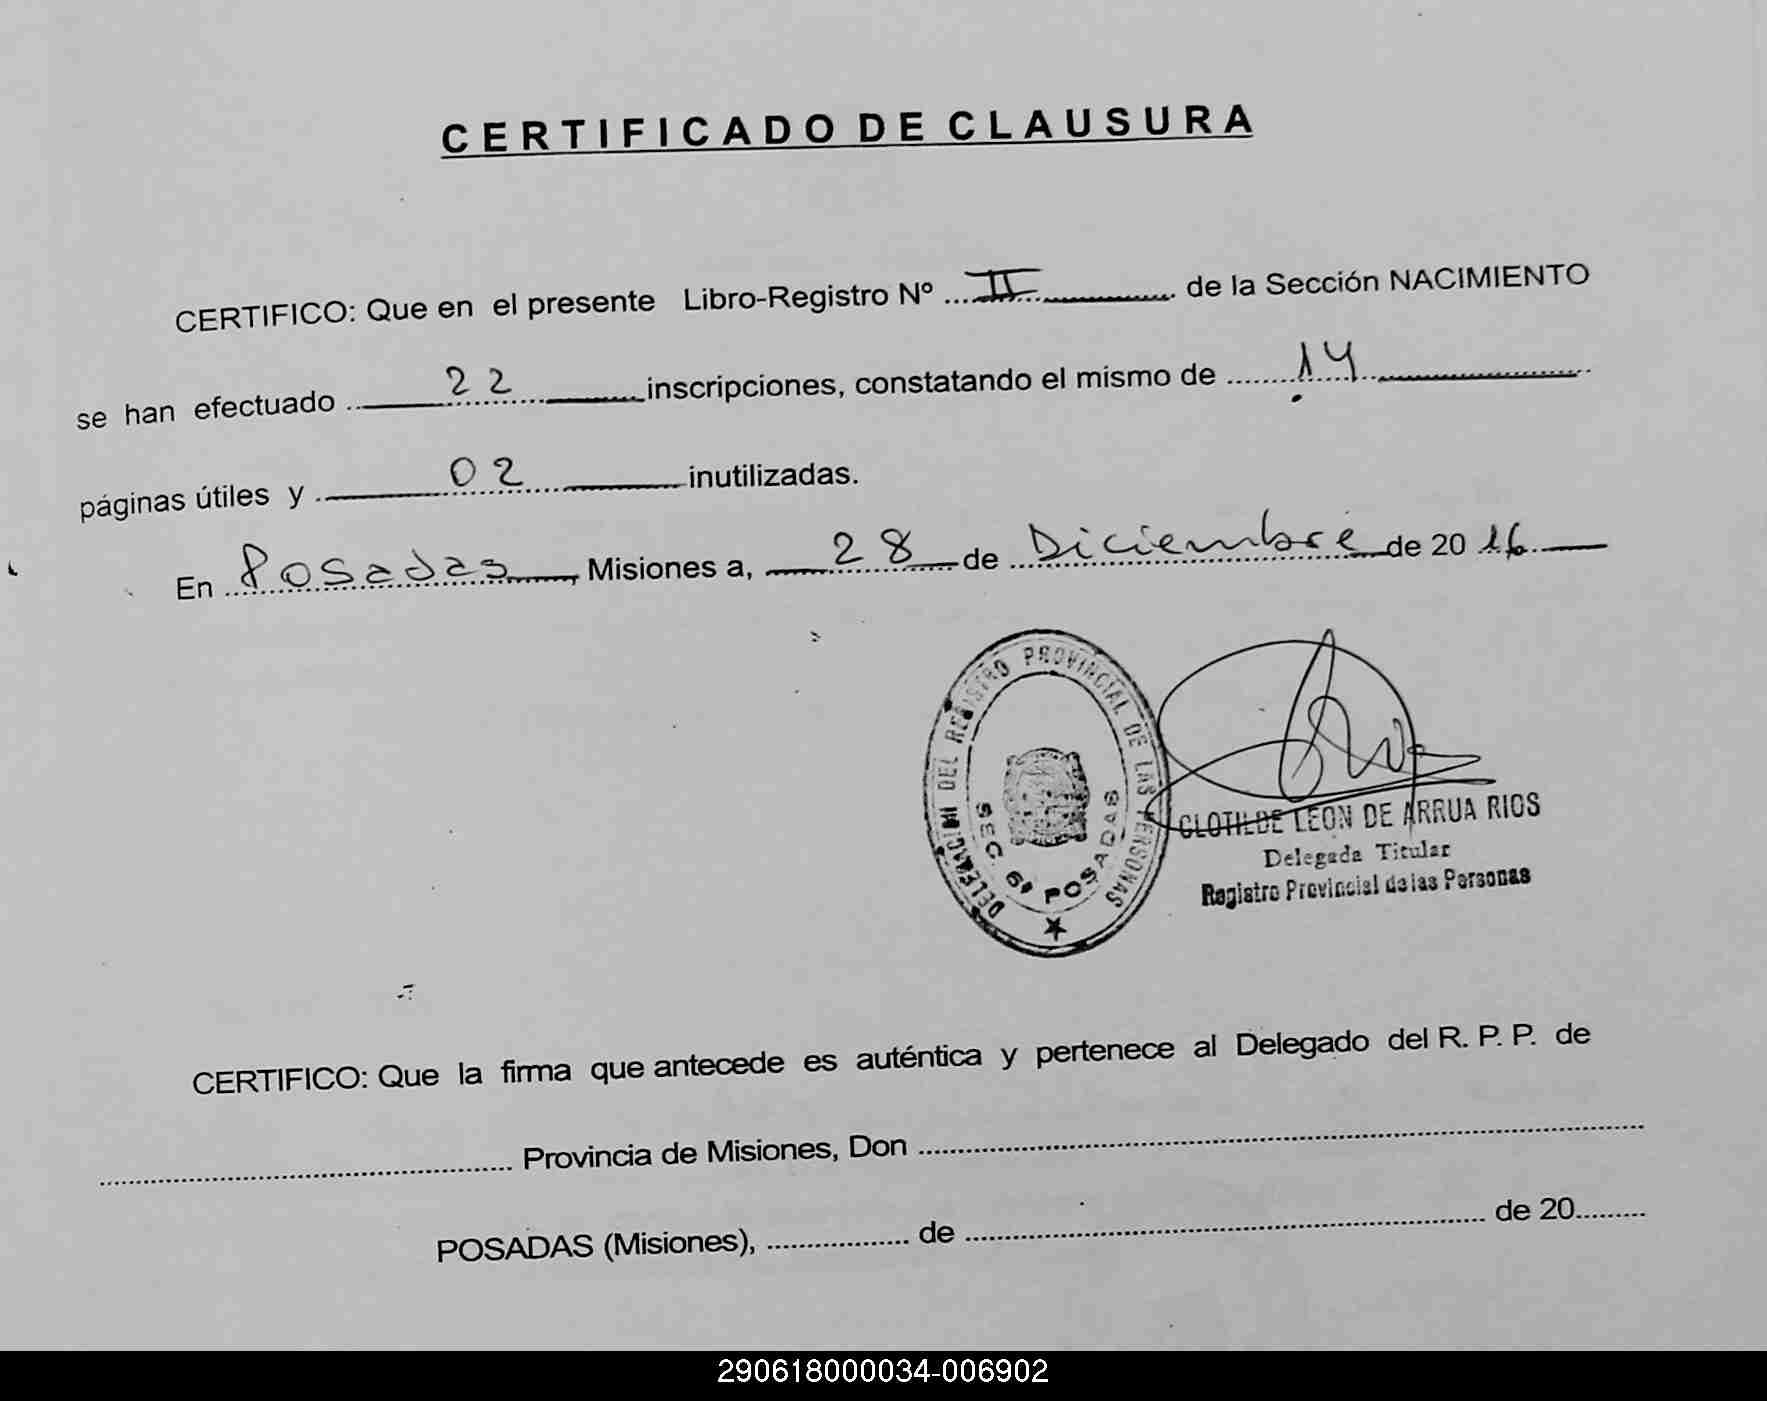 CERTIFICADO DE CLAUSURA
CERTIFICO: Que en el presente Libro-Registro Nº II de la Sección NACIMIENTO
se han efectuado 22 inscripciones, constatando el mismo de 14
páginas útiles y 02 inutilizadas.
En Posadas, Misiones a, 28 de Diciembre de 2016
DELEGACION DEL REGISTRO PROVINCIAL DE LAS PERSONAS
SEC. 6ª POSADAS
CLOTILDE LEON DE ARRUA RIOS
Delegada Titular
Registro Provincial de las Personas
CERTIFICO: Que la firma que antecede es auténtica y pertenece al Delegado del R. P. P. de
Provincia de Misiones, Don
POSADAS (Misiones), de de 20
290618000034-006902